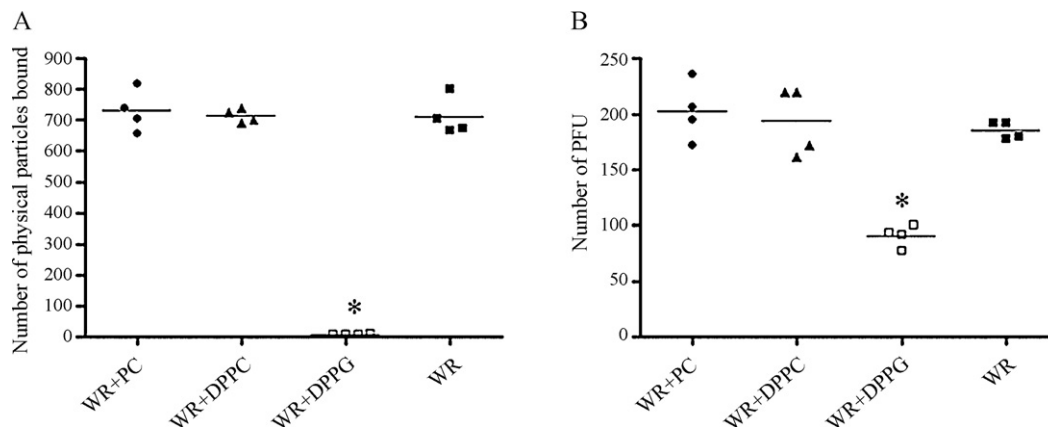 A
Number of physical particles bound
900
800
700
600
500
400
300
200
100
0
*
WR+PC
WR+DPPC
WR+DPPG
WR
B
Number of PFU
250
200
150
100
50
0
*
WR+PC
WR+DPPC
WR+DPPG
WR